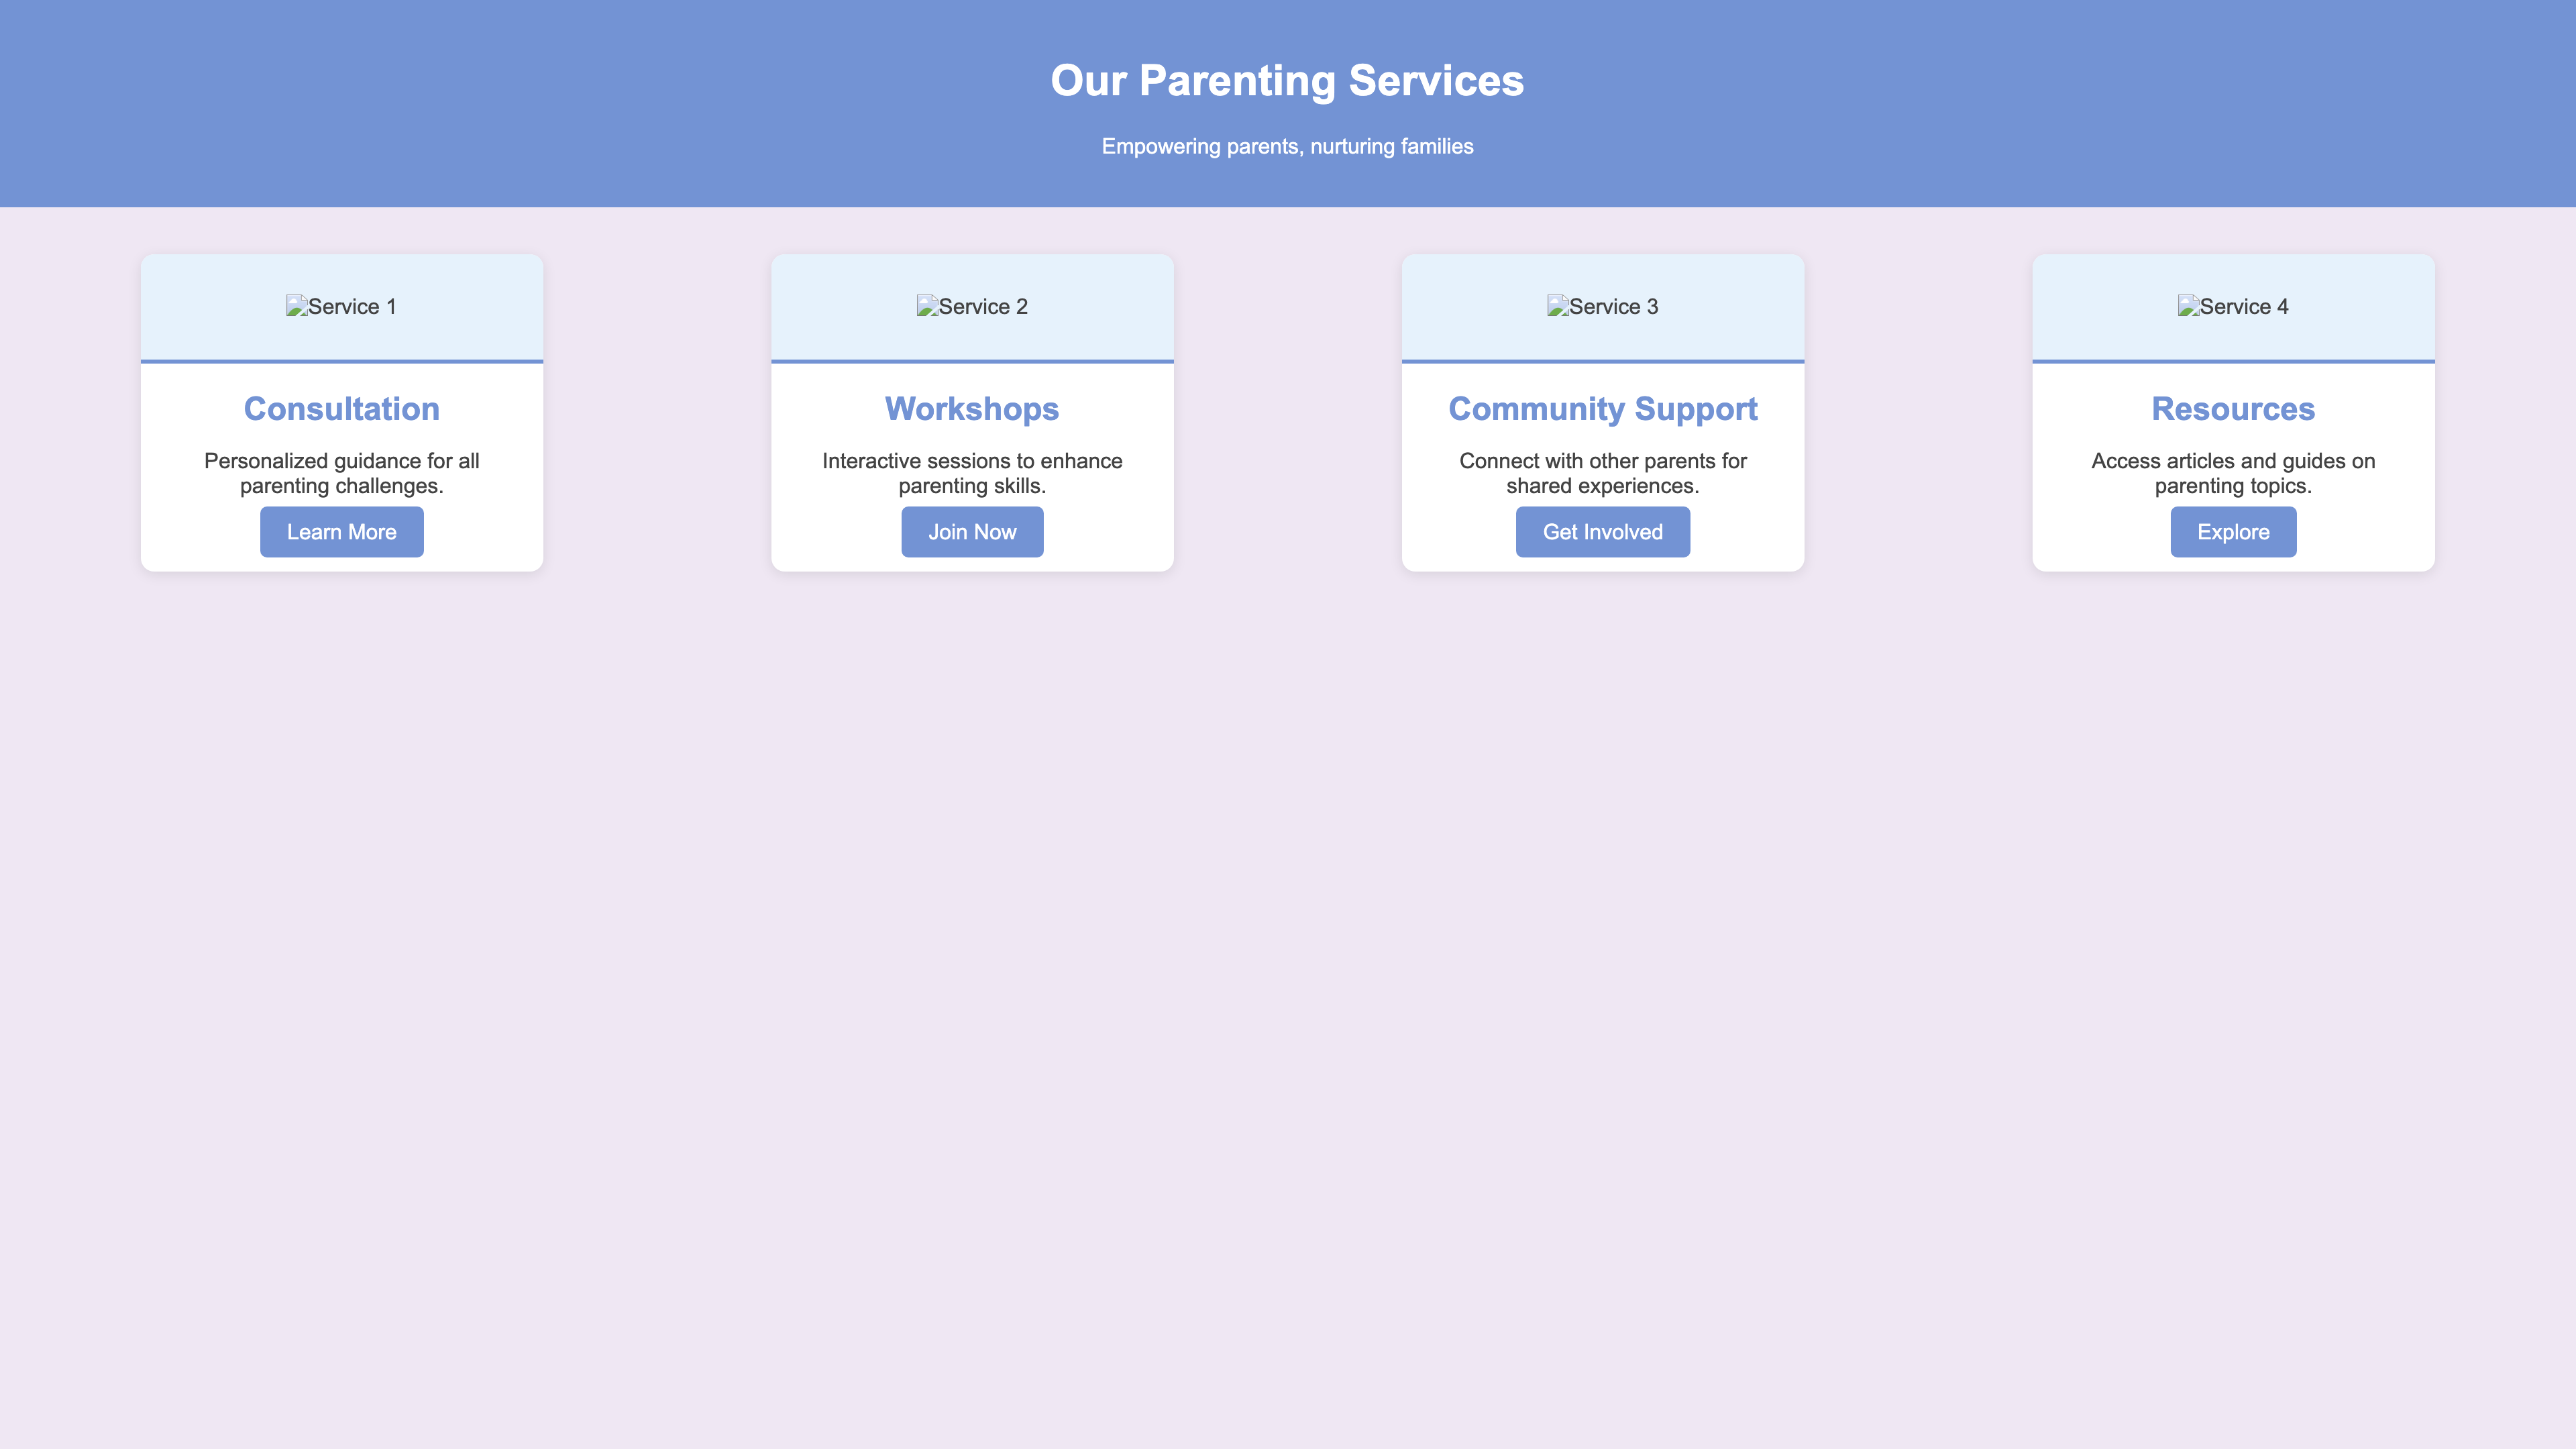 Our Parenting Services
Empowering parents, nurturing families
Service 1
Consultation
Personalized guidance for all
parenting challenges.
Learn More
Service 2
Workshops
Interactive sessions to enhance
parenting skills.
Join Now
Service 3
Community Support
Connect with other parents for
shared experiences.
Get Involved
Service 4
Resources
Access articles and guides on
parenting topics.
Explore